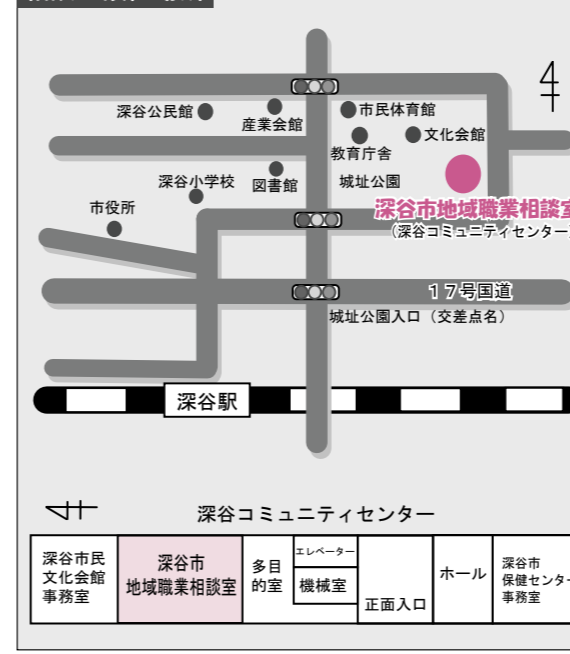 深谷公民館
産業会館
市民体育館
教育庁舎
文化会館
深谷小学校
図書館
城址公園
市役所
深谷市地域職業相談室
(深谷コミュニティセンター)
17号国道
城址公園入口（交差点名）
深谷駅
深谷コミュニティセンター
深谷市民
文化会館
事務室
深谷市
地域職業相談室
多目
的室
エレベーター
機械室
正面入口
ホール
深谷市
保健センター
事務室